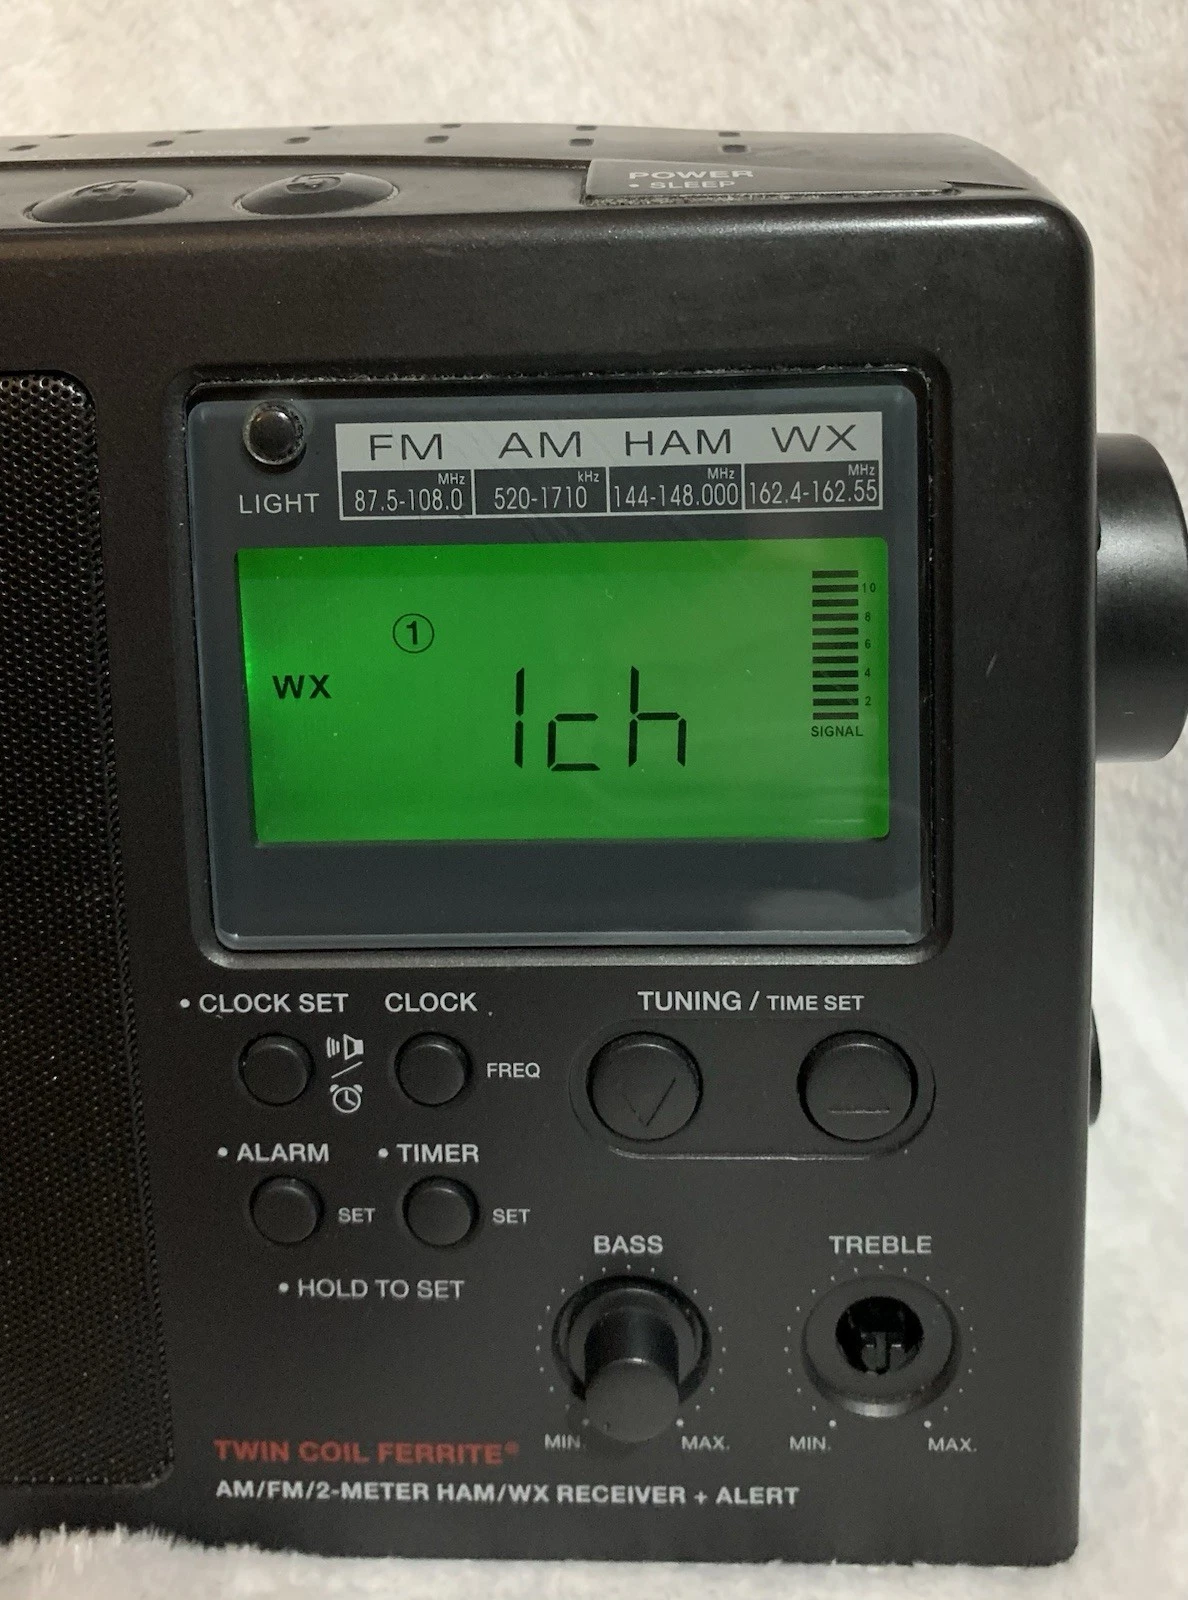 4 5 POWER
• SLEEP
FM AM HAM WX
MHz kHz MHz MHz
87.5-108.0 520-1710 144-148.000 162.4-162.55
LIGHT
1
WX
1ch
10
8
6
4
2
SIGNAL
• CLOCK SET CLOCK TUNING / TIME SET
FREQ
• ALARM • TIMER
SET SET
BASS TREBLE
• HOLD TO SET
MIN. MAX. MIN. MAX.
TWIN COIL FERRITE®
AM/FM/2-METER HAM/WX RECEIVER + ALERT